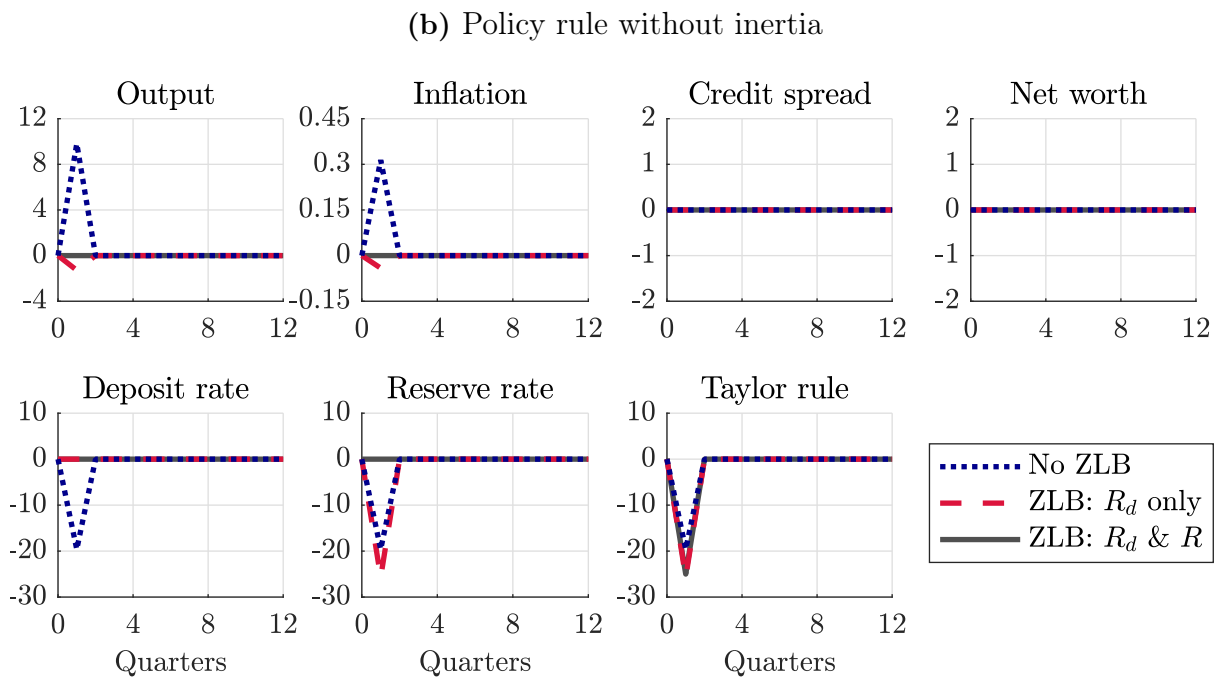 (b) Policy rule without inertia
Output
Inflation
Credit spread
Net worth
12
8
4
0
-4
0 4 8 12
0.45
0.3
0.15
0
-0.15
0 4 8 12
2
1
0
-1
-2
0 4 8 12
2
1
0
-1
-2
0 4 8 12
Deposit rate
Reserve rate
Taylor rule
10
0
-10
-20
-30
0 4 8 12
Quarters
10
0
-10
-20
-30
0 4 8 12
Quarters
10
0
-10
-20
-30
0 4 8 12
Quarters
No ZLB
ZLB: R_d only
ZLB: R_d & R